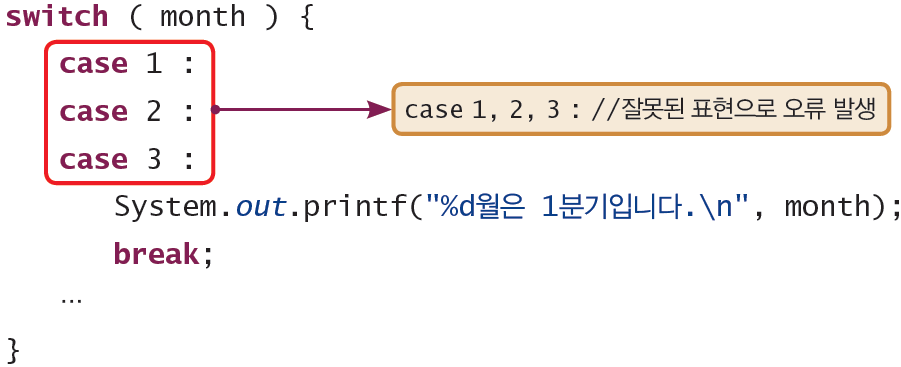 switch ( month ) {
case 1 :
case 2 :
case 1, 2, 3 : //잘못된 표현으로 오류 발생
case 3 :
System.out.printf("%d월은 1분기입니다.\n", month);
break;
...
}